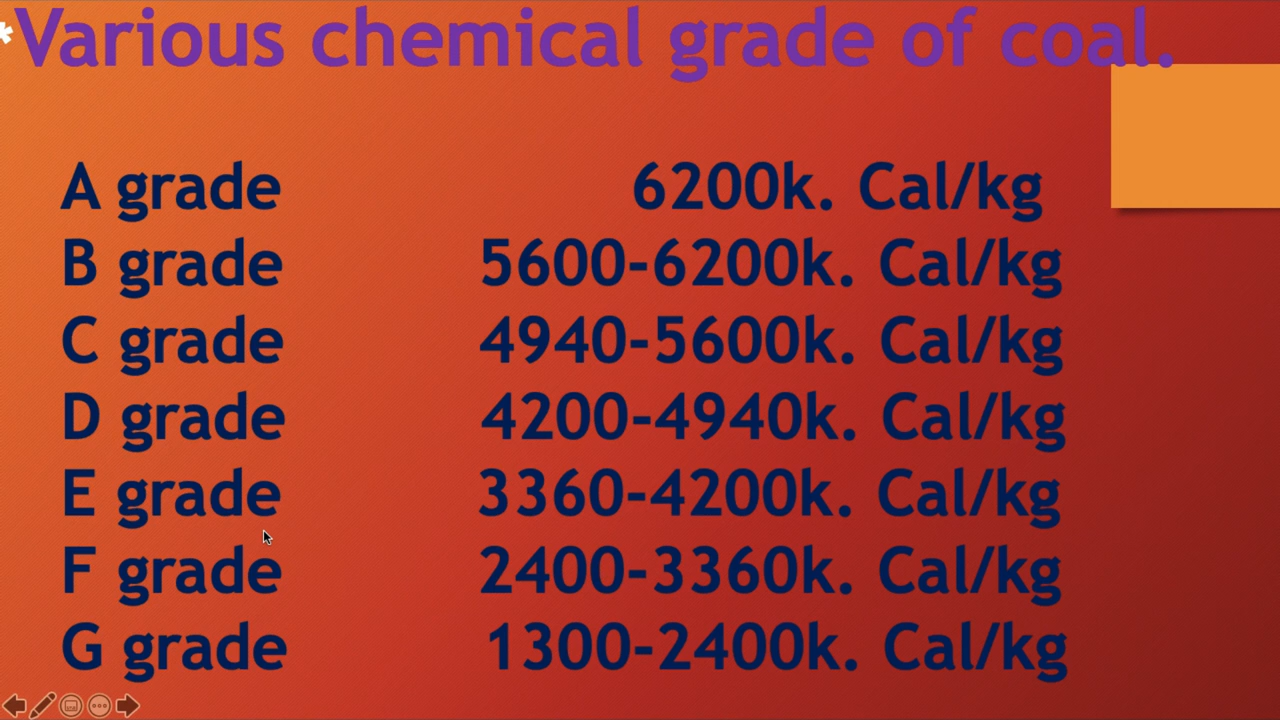 *Various chemical grade of coal.
A grade 6200k. Cal/kg
B grade 5600-6200k. Cal/kg
C grade 4940-5600k. Cal/kg
D grade 4200-4940k. Cal/kg
E grade 3360-4200k. Cal/kg
F grade 2400-3360k. Cal/kg
G grade 1300-2400k. Cal/kg